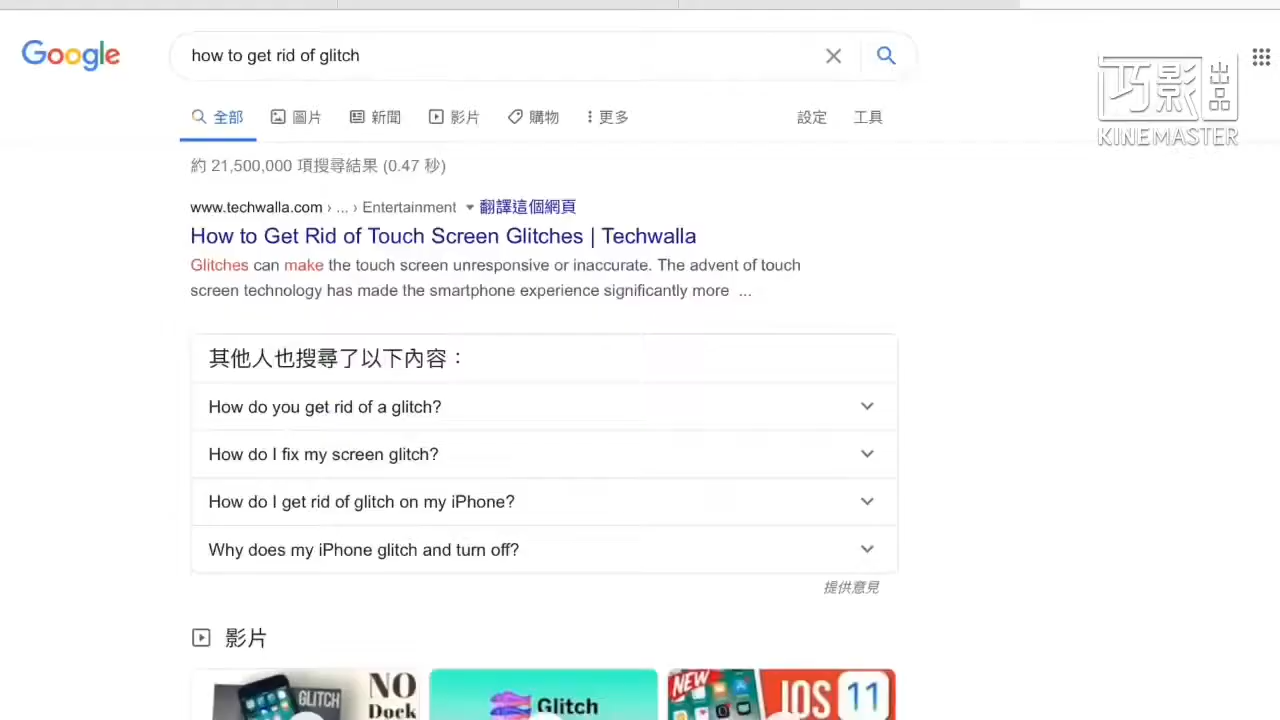 Google
how to get rid of glitch
全部 圖片 新聞 影片 購物 更多 設定 工具
巧影出品
KINEMASTER
約 21,500,000 項搜尋結果 (0.47 秒)
www.techwalla.com › ... › Entertainment 翻譯這個網頁
How to Get Rid of Touch Screen Glitches | Techwalla
Glitches can make the touch screen unresponsive or inaccurate. The advent of touch
screen technology has made the smartphone experience significantly more ...
其他人也搜尋了以下內容：
How do you get rid of a glitch?
How do I fix my screen glitch?
How do I get rid of glitch on my iPhone?
Why does my iPhone glitch and turn off?
提供意見
影片
GLITCH NO
Dock
Glitch
NEW IOS 11